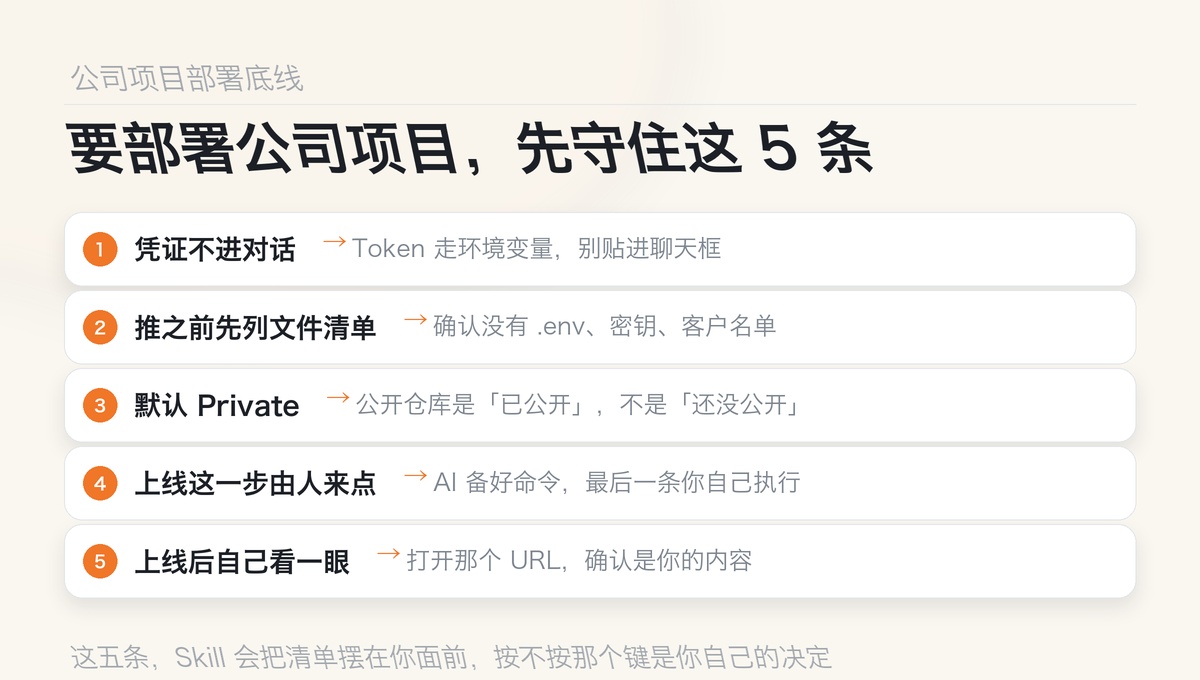 公司项目部署底线
要部署公司项目，先守住这 5 条
1 凭证不进对话 → Token 走环境变量，别贴进聊天框
2 推之前先列文件清单 → 确认没有 .env、密钥、客户名单
3 默认 Private → 公开仓库是「已公开」，不是「还没公开」
4 上线这一步由人来点 → AI 备好命令，最后一条你自己执行
5 上线后自己看一眼 → 打开那个 URL，确认是你的内容
这五条，Skill 会把清单摆在你面前，按不按那个键是你自己的决定